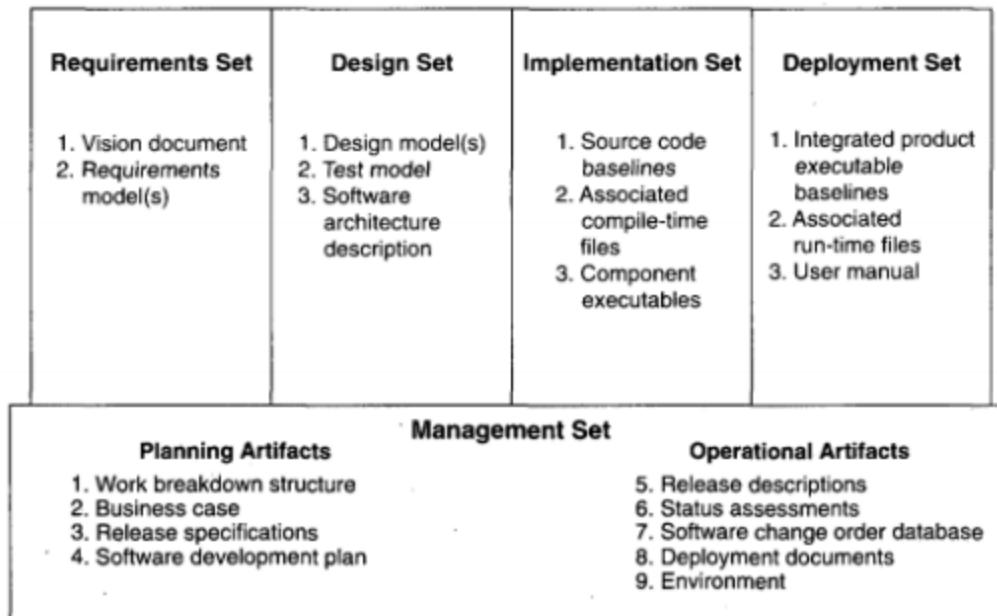 Requirements Set
1. Vision document
2. Requirements
model(s)
Design Set
1. Design model(s)
2. Test model
3. Software
architecture
description
Implementation Set
1. Source code
baselines
2. Associated
compile-time
files
3. Component
executables
Deployment Set
1. Integrated product
executable
baselines
2. Associated
run-time files
3. User manual
Management Set
Planning Artifacts
1. Work breakdown structure
2. Business case
3. Release specifications
4. Software development plan
Operational Artifacts
5. Release descriptions
6. Status assessments
7. Software change order database
8. Deployment documents
9. Environment